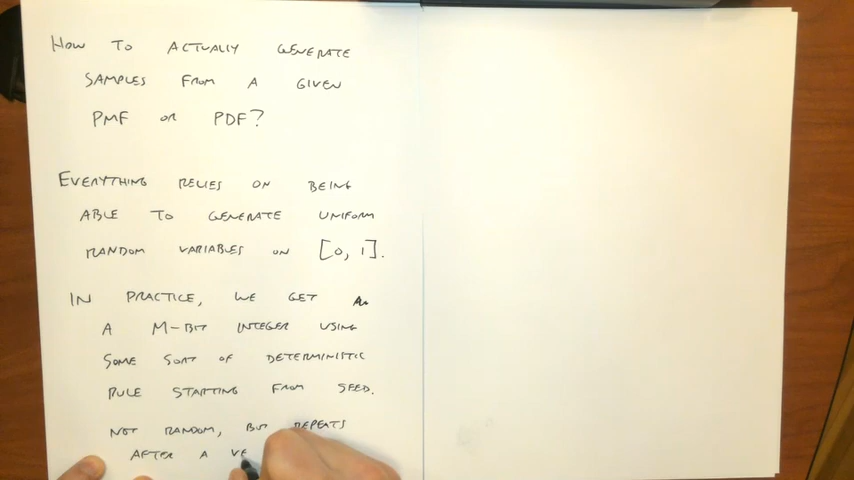 HOW TO ACTUALLY GENERATE
SAMPLES FROM A GIVEN
PMF OR PDF?
EVERYTHING RELIES ON BEING
ABLE TO GENERATE UNIFORM
RANDOM VARIABLES ON [0, 1].
IN PRACTICE, WE GET
A M-BIT INTEGER USING
SOME SORT OF DETERMINISTIC
RULE STARTING FROM SEED.
NOT RANDOM, BUT REPEATS
AFTER A VE